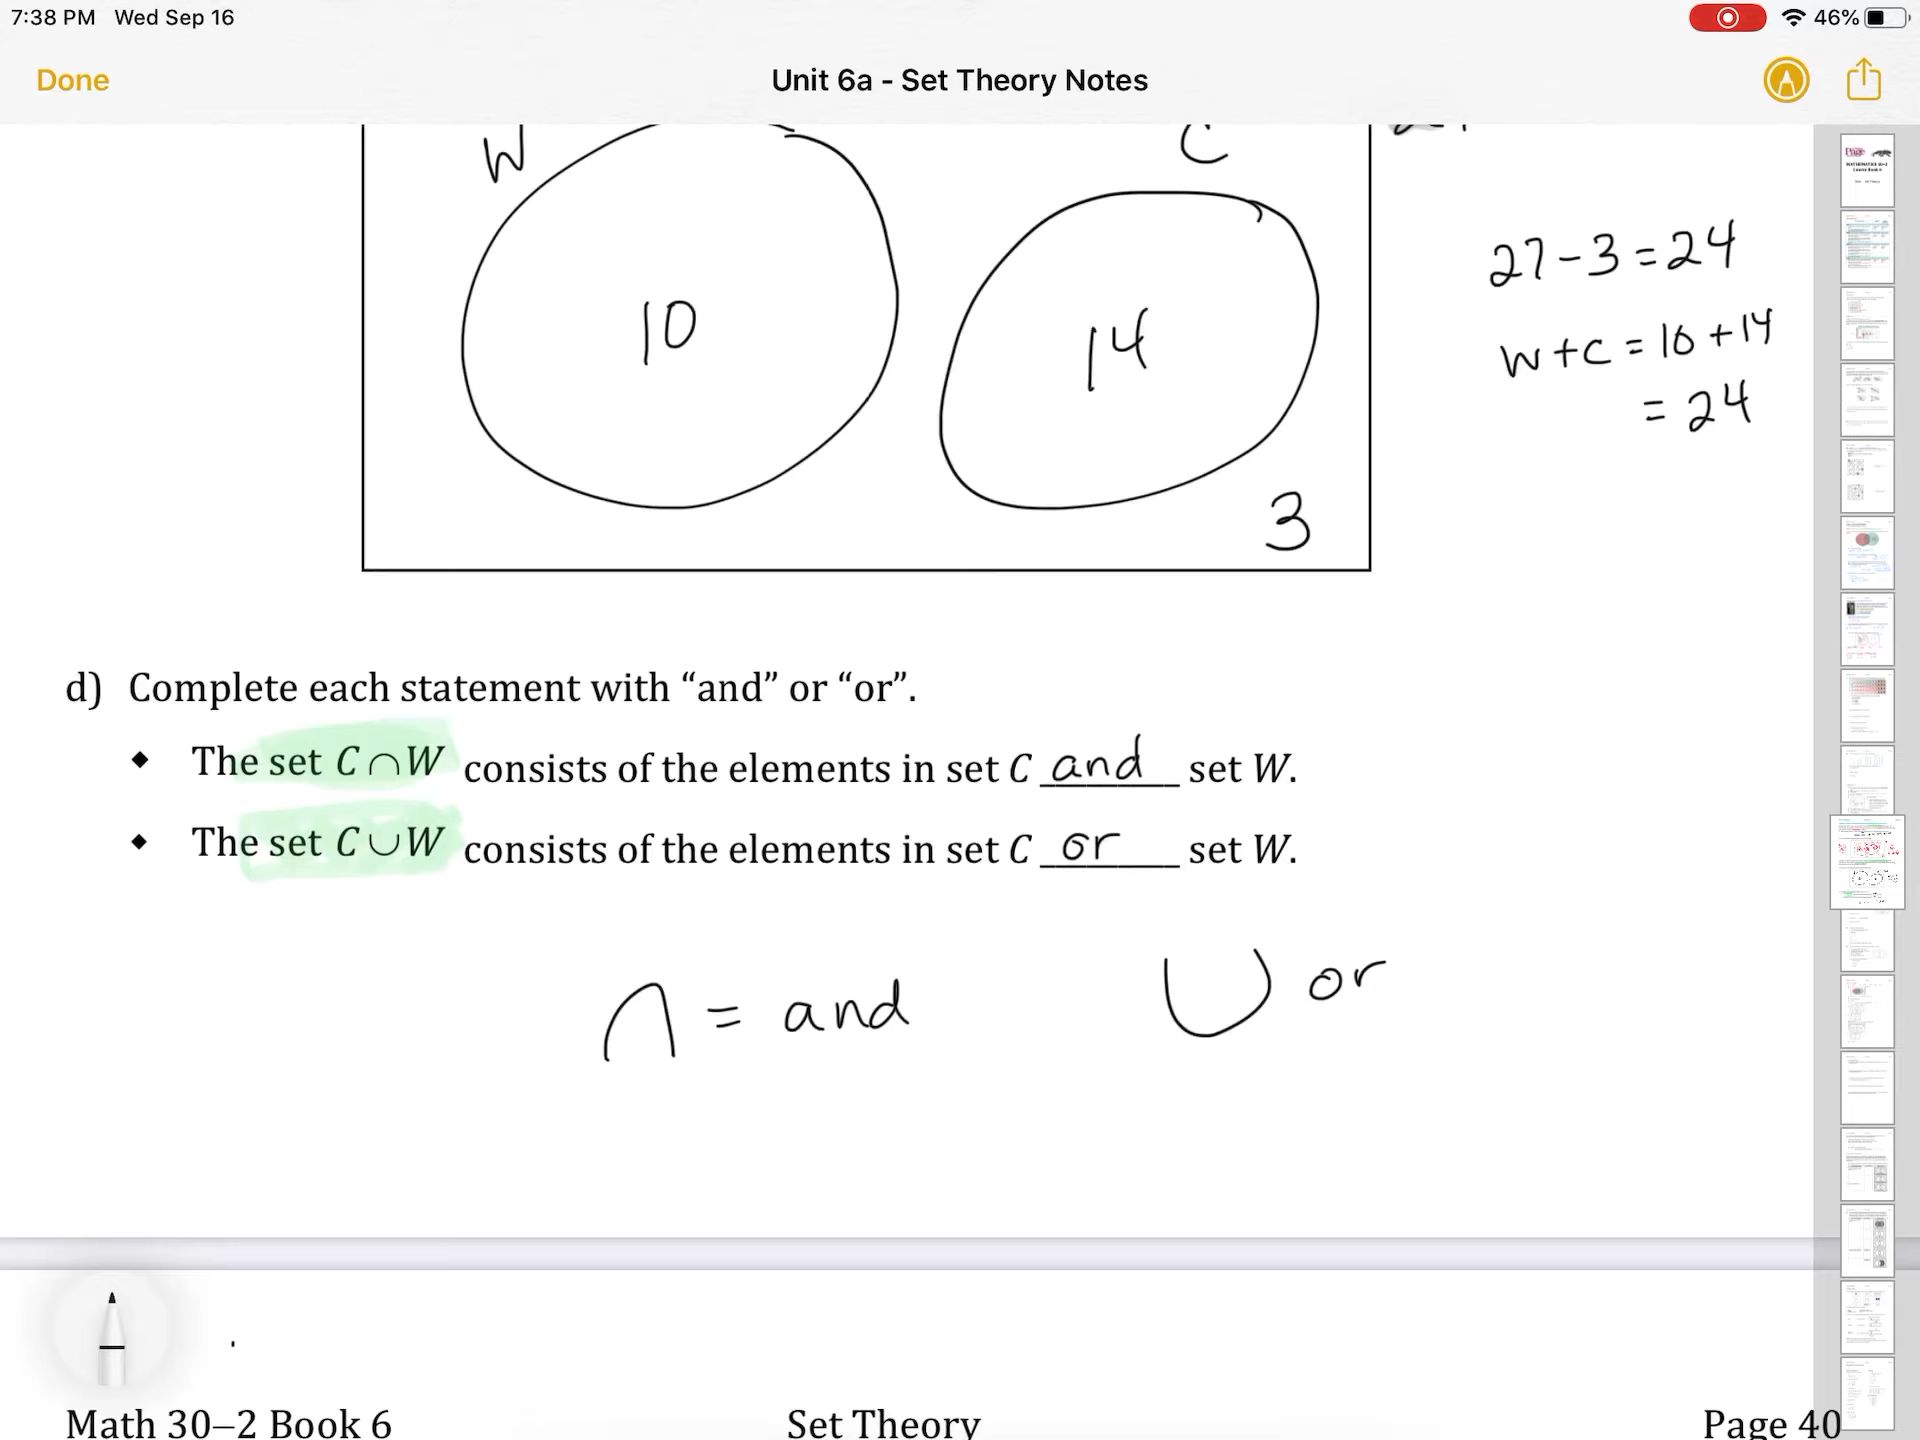 7:38 PM Wed Sep 16
46%
Done
Unit 6a - Set Theory Notes
W
C
10
14
3
27-3=24
W+C=10+14
=24
d) Complete each statement with “and” or “or”.
◆ The set C∩W consists of the elements in set C and set W.
◆ The set C∪W consists of the elements in set C or set W.
∩ = and
∪ or
Math 30–2 Book 6
Set Theory
Page 40